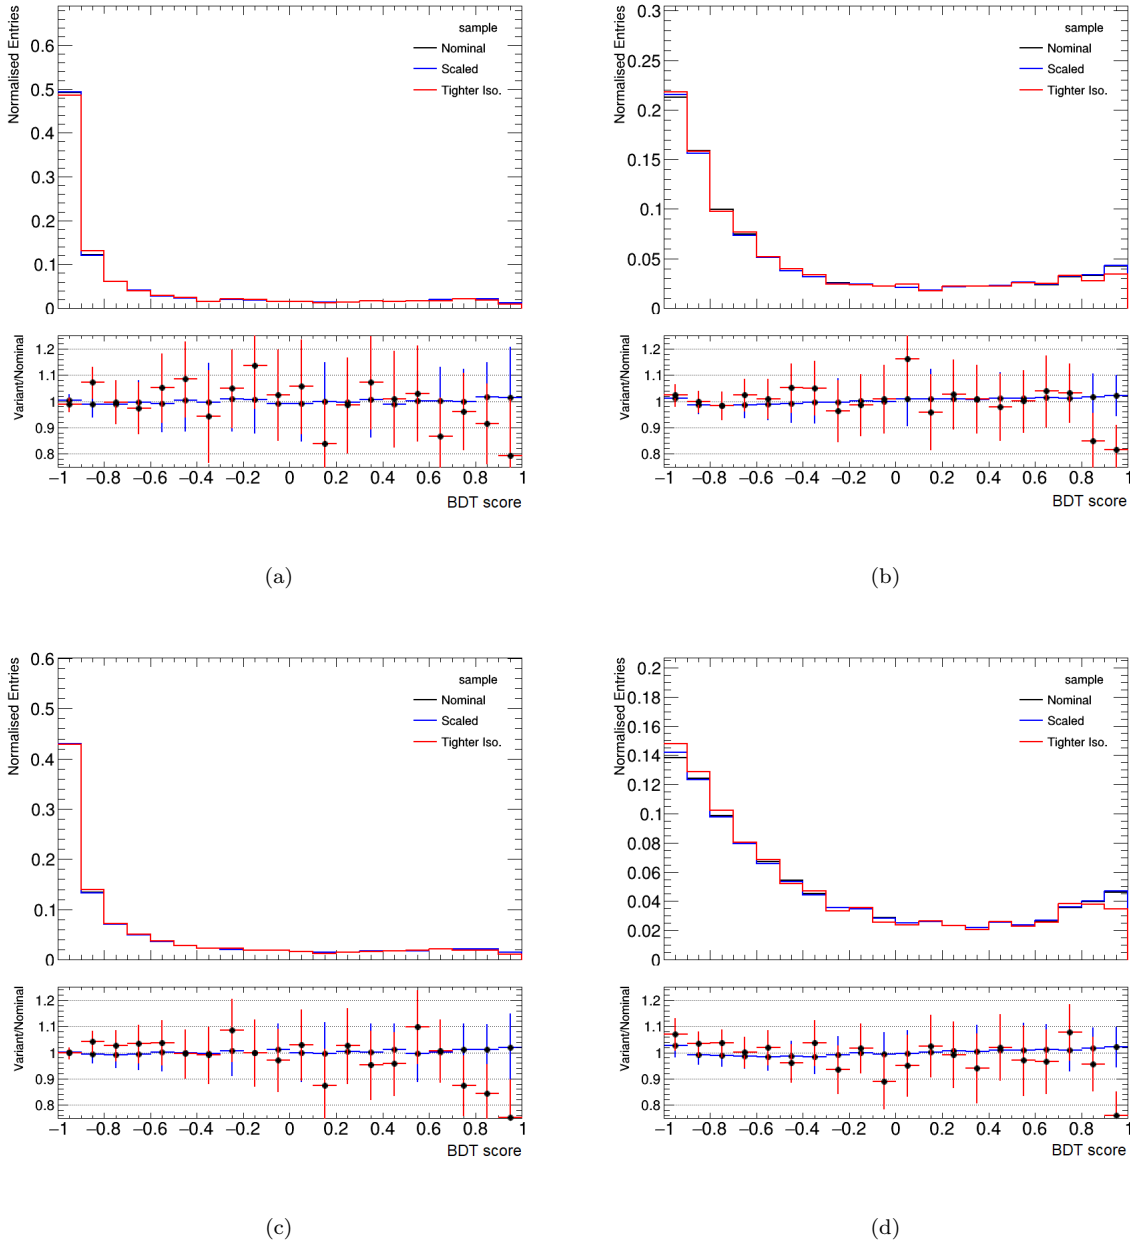 Normalised Entries
0.6
0.5
0.4
0.3
0.2
0.1
0
sample
Nominal
Scaled
Tighter Iso.
Variant/Nominal
1.2
1.1
1
0.9
0.8
−1 −0.8 −0.6 −0.4 −0.2 0 0.2 0.4 0.6 0.8 1
BDT score
(a)
Normalised Entries
0.3
0.25
0.2
0.15
0.1
0.05
0
sample
Nominal
Scaled
Tighter Iso.
Variant/Nominal
1.2
1.1
1
0.9
0.8
−1 −0.8 −0.6 −0.4 −0.2 0 0.2 0.4 0.6 0.8 1
BDT score
(b)
Normalised Entries
0.6
0.5
0.4
0.3
0.2
0.1
0
sample
Nominal
Scaled
Tighter Iso.
Variant/Nominal
1.2
1.1
1
0.9
0.8
−1 −0.8 −0.6 −0.4 −0.2 0 0.2 0.4 0.6 0.8 1
BDT score
(c)
Normalised Entries
0.2
0.18
0.16
0.14
0.12
0.1
0.08
0.06
0.04
0.02
0
sample
Nominal
Scaled
Tighter Iso.
Variant/Nominal
1.2
1.1
1
0.9
0.8
−1 −0.8 −0.6 −0.4 −0.2 0 0.2 0.4 0.6 0.8 1
BDT score
(d)